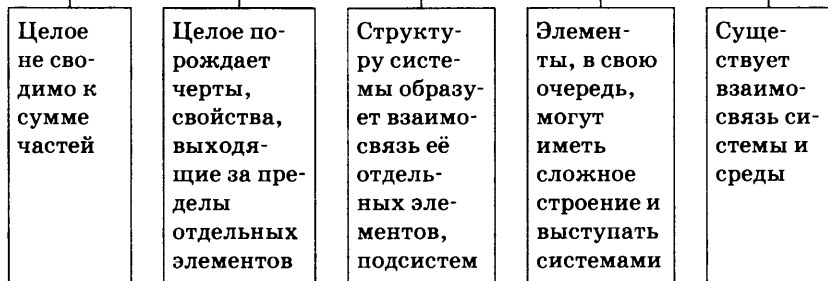 Целое
не сво-
димо к
сумме
частей
Целое по-
рождает
черты,
свойства,
выходя-
щие за пре-
делы
отдельных
элементов
Структу-
ру систе-
мы образу-
ет взаимо-
связь её
отдель-
ных эле-
ментов,
подсистем
Элемен-
ты, в свою
очередь,
могут
иметь
сложное
строение и
выступать
системами
Суще-
ствует
взаимо-
связь си-
стемы и
среды